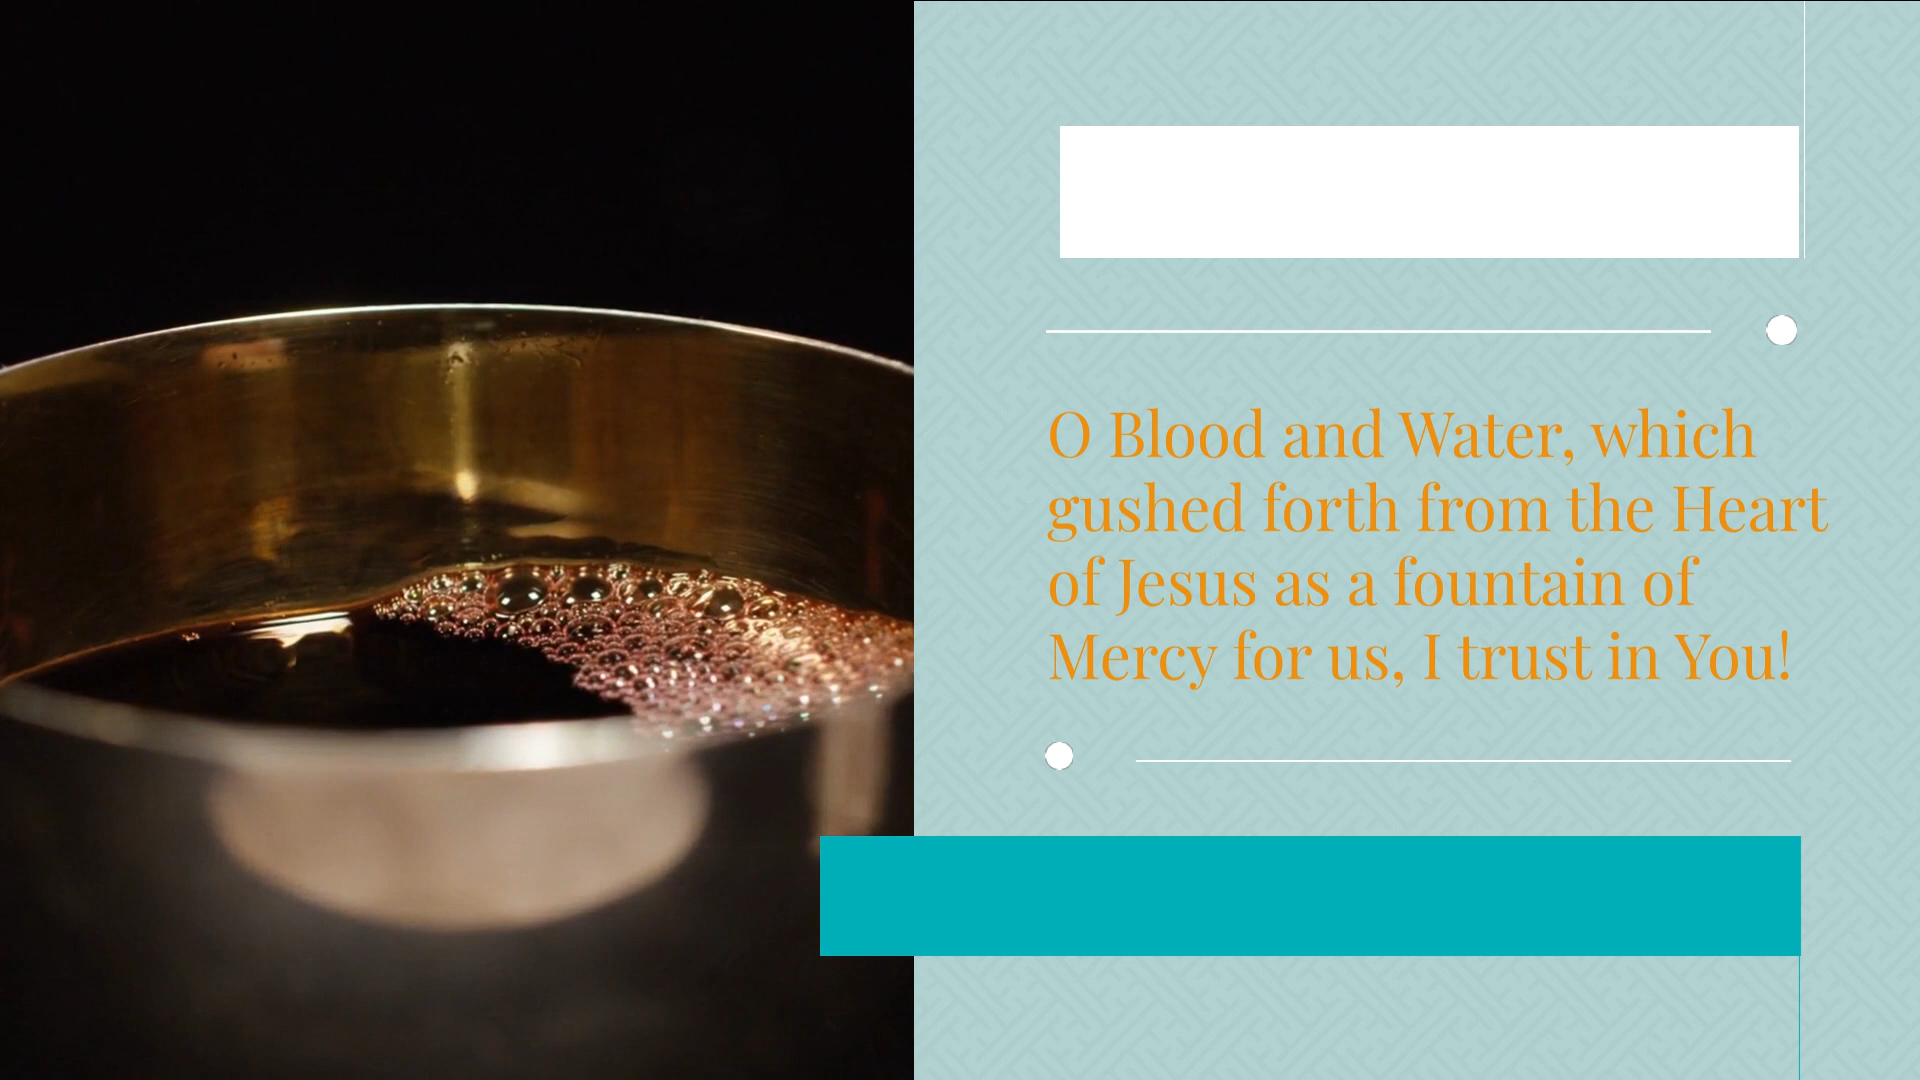 O Blood and Water, which
gushed forth from the Heart
of Jesus as a fountain of
Mercy for us, I trust in You!